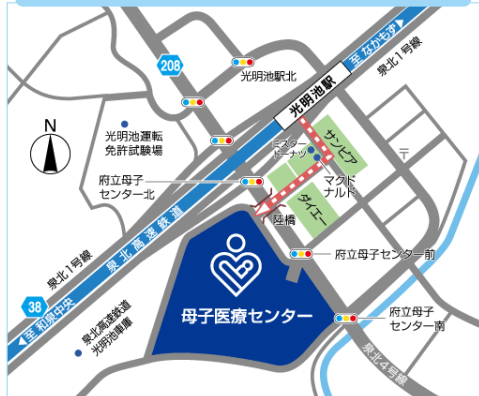 208
光明池駅北
至 なかもず
泉北1号線
光明池駅
光明池運転
免許試験場
N
ミスター
ドーナツ
サンピア
〒
マクド
ナルド
府立母子
センター北
ダイエー
陸橋
泉北高速鉄道
泉北1号線
府立母子センター前
38
至 和泉中央
母子医療センター
泉北高速鉄道
光明池車庫
府立母子
センター南
泉北4号線